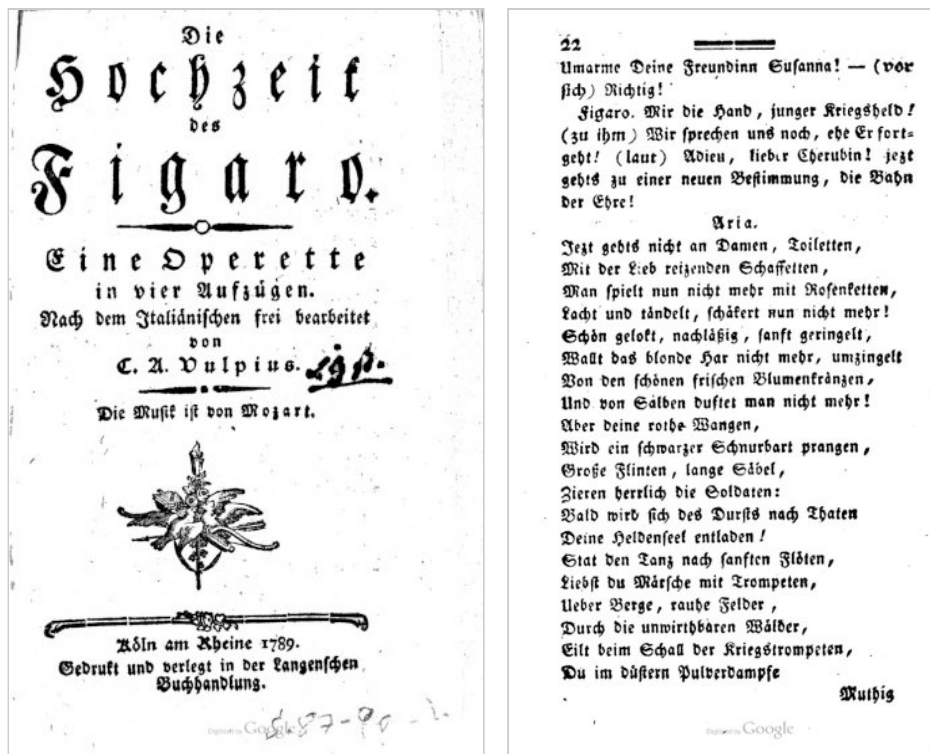 Die
Hochzeit
des
Figaro.
Eine Operette
in vier Aufzügen.
Nach dem Italiänischen frei bearbeitet
von
C. A. Vulpius.
Die Musik ist von Mozart.
Köln am Rheine 1789.
Gedrukt und verlegt in der Langenschen
Buchhandlung.
Digitized by Google
22
Umarme Deine Freundinn Susanna! — (vor
sich) Richtig!
Figaro. Mir die Hand, junger Kriegsheld!
(zu ihm) Wir sprechen uns noch, ehe Er fort-
geht! (laut) Adieu, lieber Cherubin! jezt
gehts zu einer neuen Bestimmung, die Bahn
der Ehre!
Aria.
Jezt gehts nicht an Damen, Toiletten,
Mit der Lieb reizenden Schaffetten,
Man spielt nun nicht mehr mit Rosenketten,
Lacht und tändelt, schäkert nun nicht mehr!
Schön gelokt, nachläßig, sanft geringelt,
Wallt das blonde Har nicht mehr, umzingelt
Von den schönen frischen Blumenkränzen,
Und von Salben duftet man nicht mehr!
Aber deine rothe Wangen,
Wird ein schwarzer Schnurbart prangen,
Große Flinten, lange Säbel,
Zieren herrlich die Soldaten:
Bald wird sich des Dursts nach Thaten
Deine Heldenseel entladen!
Stat den Tanz nach sanften Flöten,
Liebst du Märsche mit Trompeten,
Ueber Berge, rauhe Felder,
Durch die unwirthbaren Wälder,
Eilt beim Schall der Kriegstrompeten,
Du im düstern Pulverdampfe
Muthig
Digitized by Google